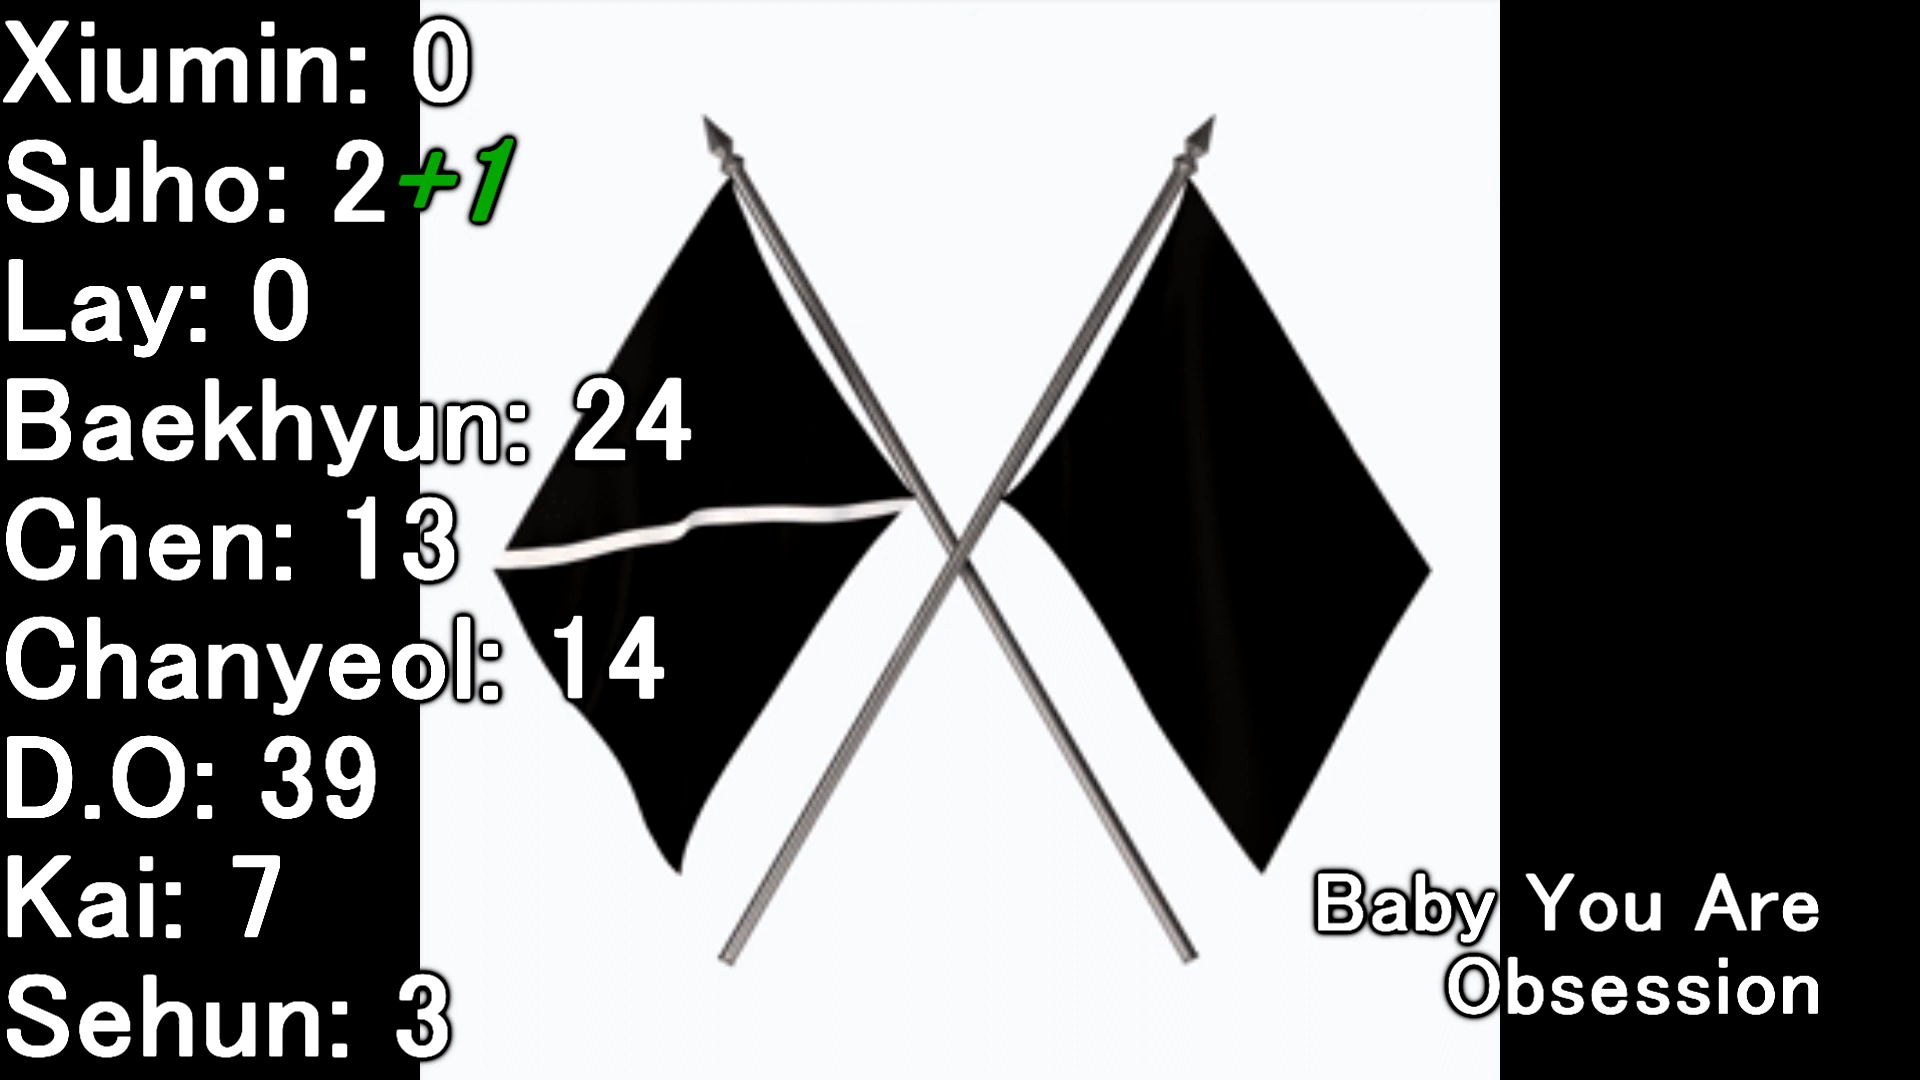 Xiumin: 0
Suho: 2 +1
Lay: 0
Baekhyun: 24
Chen: 13
Chanyeol: 14
D.O: 39
Kai: 7
Sehun: 3
Baby You Are
Obsession